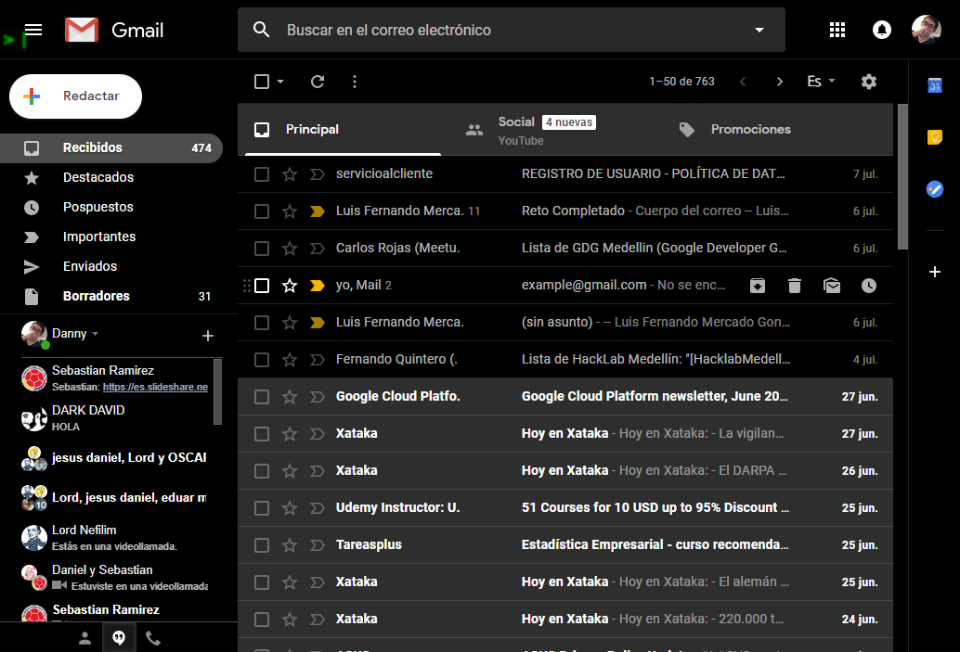 Gmail
Buscar en el correo electrónico
Redactar
1–50 de 763
Es
Recibidos 474
Destacados
Pospuestos
Importantes
Enviados
Borradores 31
Danny
Sebastian Ramirez
Sebastian: https://es.slideshare.ne
DARK DAVID
HOLA
jesus daniel, Lord y OSCAR
Lord, jesus daniel, eduar m
10
Lord Nefilim
Estás en una videollamada.
Daniel y Sebastian
Estuviste en una videollamada
Sebastian Ramirez
Principal
Social 4 nuevas
YouTube
Promociones
servicioalcliente REGISTRO DE USUARIO - POLÍTICA DE DAT… 7 jul.
Luis Fernando Merca. 11 Reto Completado - Cuerpo del correo -- Luis… 6 jul.
Carlos Rojas (Meetu. Lista de GDG Medellin (Google Developer G… 6 jul.
yo, Mail 2 example@gmail.com - No se enc…
Luis Fernando Merca. (sin asunto) - -- Luis Fernando Mercado Gon… 6 jul.
Fernando Quintero (. Lista de HackLab Medellín: "[HacklabMedell… 4 jul.
Google Cloud Platfo. Google Cloud Platform newsletter, June 20… 27 jun.
Xataka Hoy en Xataka - Hoy en Xataka: - La vigilan… 27 jun.
Xataka Hoy en Xataka - Hoy en Xataka: - El DARPA … 26 jun.
Udemy Instructor: U. 51 Courses for 10 USD up to 95% Discount … 25 jun.
Tareasplus Estadística Empresarial - curso recomenda… 25 jun.
Xataka Hoy en Xataka - Hoy en Xataka: - El alemán … 25 jun.
Xataka Hoy en Xataka - Hoy en Xataka: - 220.000 t… 24 jun.
31